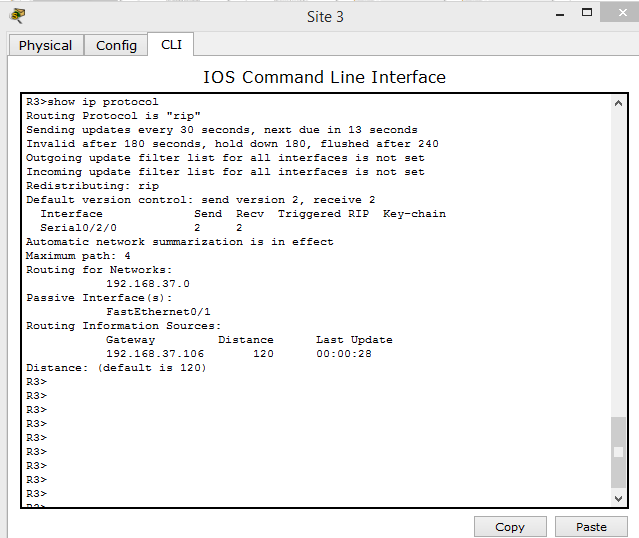 Site 3
Physical Config CLI
IOS Command Line Interface
R3>show ip protocol
Routing Protocol is "rip"
Sending updates every 30 seconds, next due in 13 seconds
Invalid after 180 seconds, hold down 180, flushed after 240
Outgoing update filter list for all interfaces is not set
Incoming update filter list for all interfaces is not set
Redistributing: rip
Default version control: send version 2, receive 2
Interface Send Recv Triggered RIP Key-chain
Serial0/2/0 2 2
Automatic network summarization is in effect
Maximum path: 4
Routing for Networks:
192.168.37.0
Passive Interface(s):
FastEthernet0/1
Routing Information Sources:
Gateway Distance Last Update
192.168.37.106 120 00:00:28
Distance: (default is 120)
R3>
R3>
R3>
R3>
R3>
R3>
R3>
R3>
R3>
R3>
Copy Paste